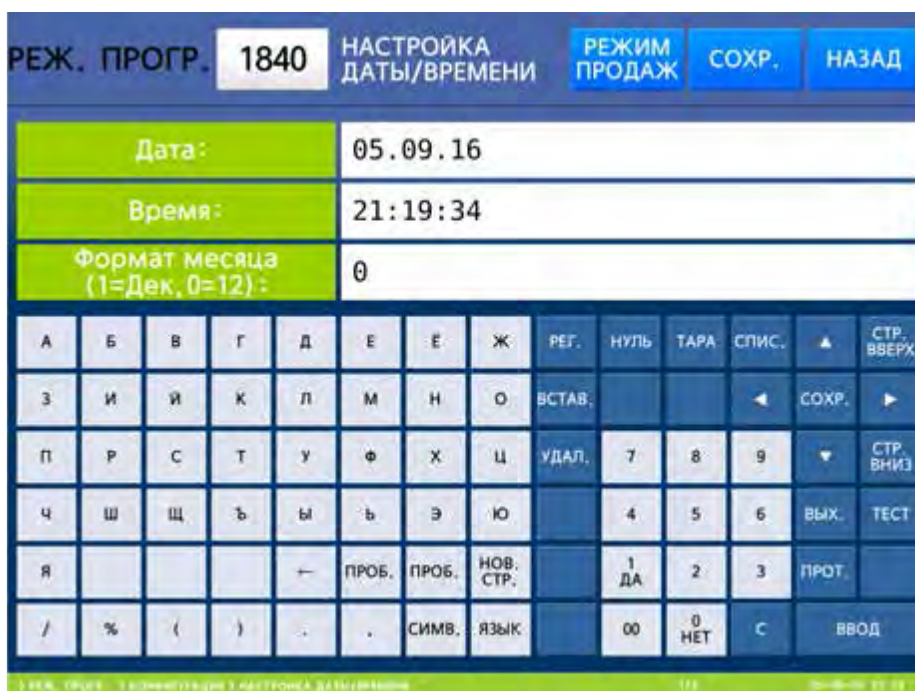 РЕЖ. ПРОГР. 1840 НАСТРОЙКА РЕЖИМ СОХР. НАЗАД
ДАТЫ/ВРЕМЕНИ ПРОДАЖ
Дата: 05.09.16
Время: 21:19:34
Формат месяца
(1=Дек,0=12): 0
А Б В Г Д Е Ё Ж РЕГ. НУЛЬ ТАРА СПИС. ▲ СТР. ВВЕРХ
З И Й К Л М Н О ВСТАВ. ◄ СОХР. ►
П Р С Т У Ф Х Ц УДАЛ. 7 8 9 ▼ СТР. ВНИЗ
Ч Ш Щ Ъ Ы Ь Э Ю 4 5 6 ВЫХ. ТЕСТ
Я ← ПРОБ. ПРОБ. НОВ. СТР. 1 ДА 2 3 ПРОТ.
/ % ( ) . , СИМВ. ЯЗЫК 00 0 НЕТ C ВВОД